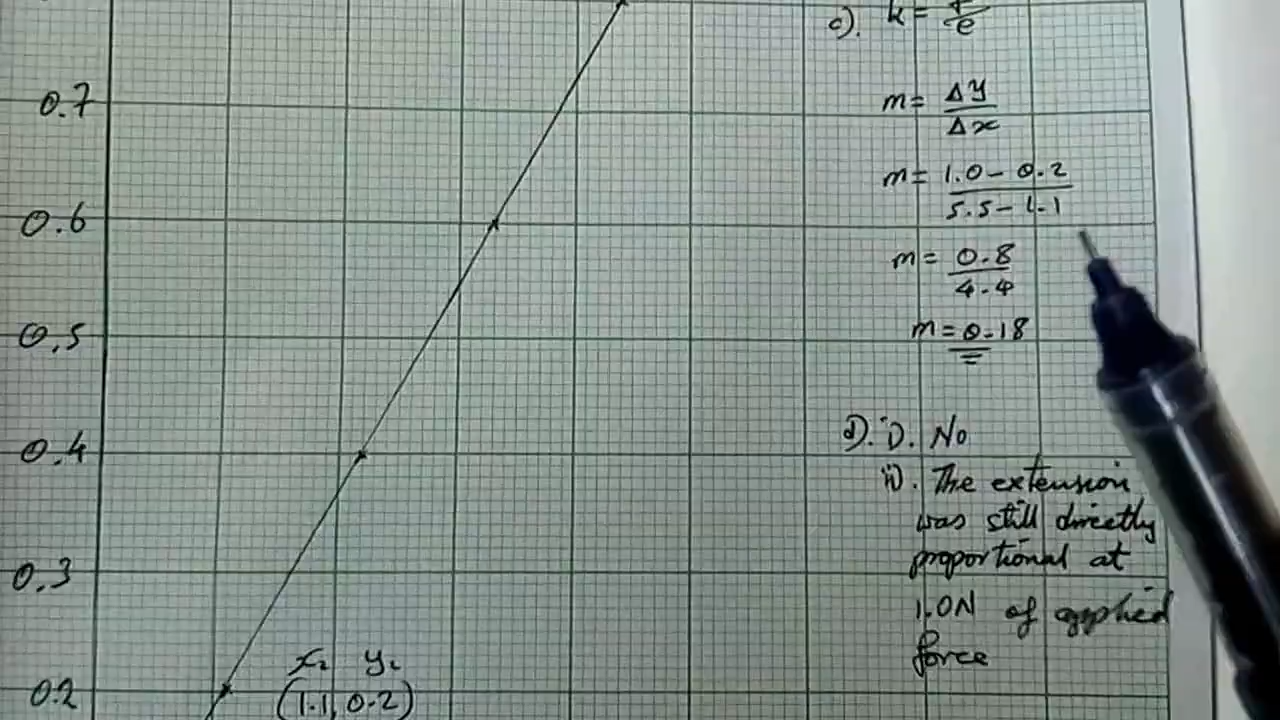 c). k = F/e
0.7
m = Δy/Δx
m = 1.0 - 0.2 / 5.5 - 1.1
0.6
m = 0.8/4.4
0.5
m = 0.18
0.4
d). i). No
ii). The extension
was still directly
proportional at
0.3
1.0N of applied
force
x₂ y₂
0.2
(1.1, 0.2)